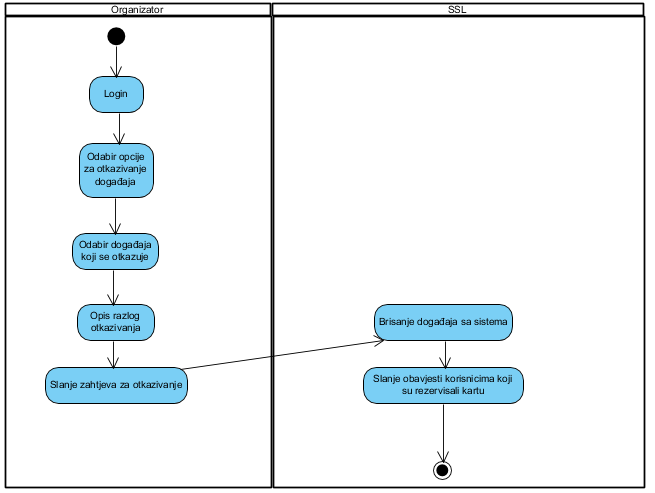 Organizator
SSL
Login
Odabir opcije
za otkazivanje
događaja
Odabir događaja
koji se otkazuje
Opis razlog
otkazivanja
Slanje zahtjeva za otkazivanje
Brisanje događaja sa sistema
Slanje obavjesti korisnicima koji
su rezervisali kartu